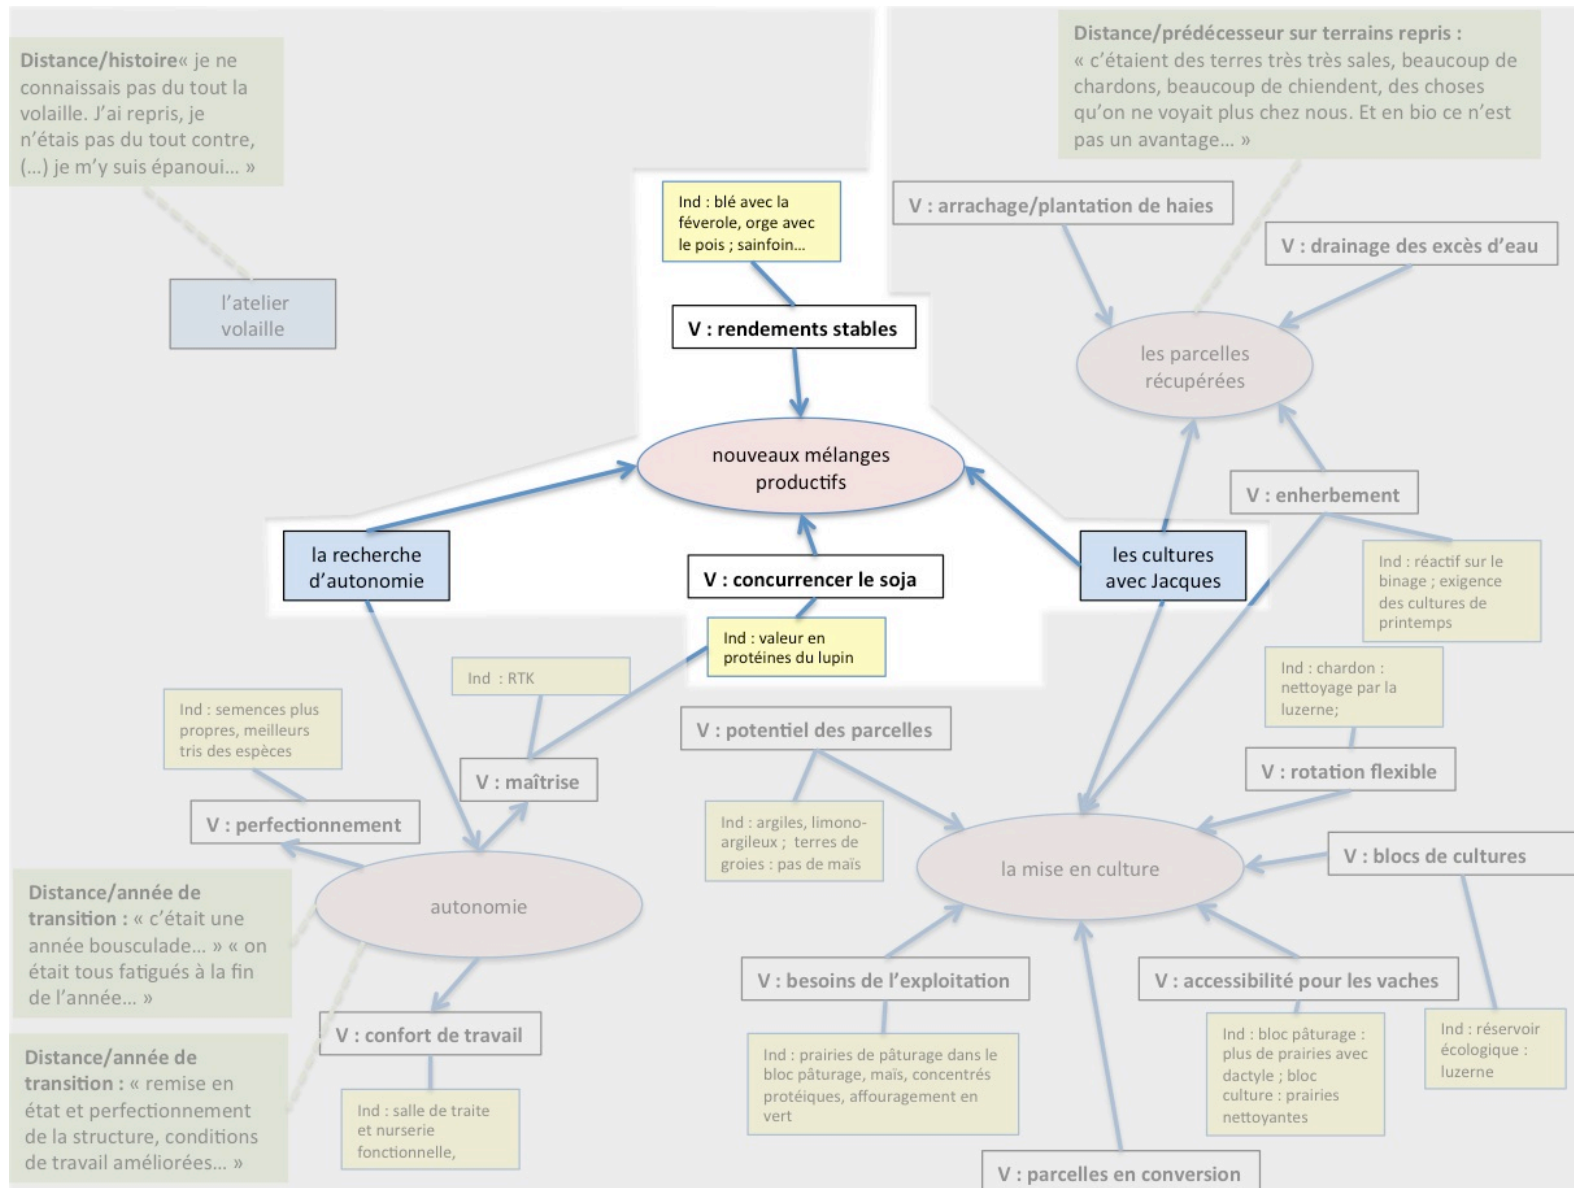 Distance/histoire« je ne
connaissais pas du tout la
volaille. J'ai repris, je
n'étais pas du tout contre,
(…) je m'y suis épanoui… »
Distance/prédécesseur sur terrains repris :
« c'étaient des terres très très sales, beaucoup de
chardons, beaucoup de chiendent, des choses
qu'on ne voyait plus chez nous. Et en bio ce n'est
pas un avantage… »
Ind : blé avec la
féverole, orge avec
le pois ; sainfoin…
V : arrachage/plantation de haies
V : drainage des excès d'eau
l'atelier
volaille
V : rendements stables
les parcelles
récupérées
nouveaux mélanges
productifs
V : enherbement
la recherche
d'autonomie
V : concurrencer le soja
les cultures
avec Jacques
Ind : réactif sur le
binage ; exigence
des cultures de
printemps
Ind : valeur en
protéines du lupin
Ind : RTK
Ind : chardon :
nettoyage par la
luzerne;
Ind : semences plus
propres, meilleurs
tris des espèces
V : potentiel des parcelles
V : maîtrise
V : rotation flexible
V : perfectionnement
Ind : argiles, limono-
argileux ; terres de
groies : pas de maïs
la mise en culture
V : blocs de cultures
Distance/année de
transition : « c'était une
année bousculade… » « on
était tous fatigués à la fin
de l'année… »
autonomie
V : besoins de l'exploitation
V : accessibilité pour les vaches
V : confort de travail
Ind : prairies de pâturage dans le
bloc pâturage, maïs, concentrés
protéiques, affouragement en
vert
Ind : bloc pâturage :
plus de prairies avec
dactyle ; bloc
culture : prairies
nettoyantes
Ind : réservoir
écologique :
luzerne
Distance/année de
transition : « remise en
état et perfectionnement
de la structure, conditions
de travail améliorées… »
Ind : salle de traite
et nurserie
fonctionnelle,
V : parcelles en conversion